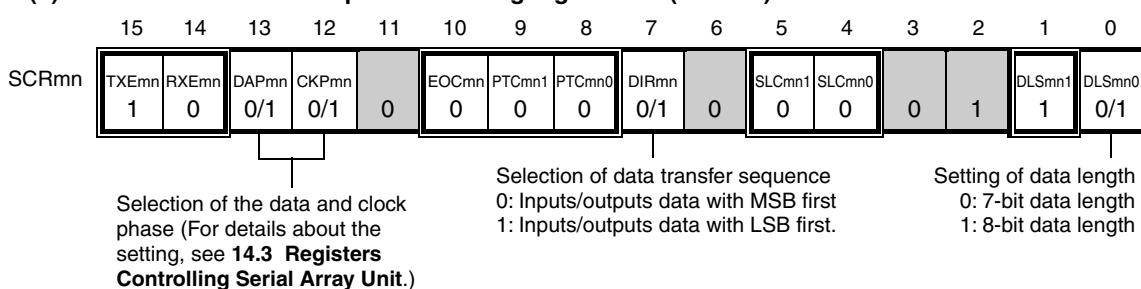 15 14 13 12 11 10 9 8 7 6 5 4 3 2 1 0
SCRmn
TXEmn RXEmn DAPmn CKPmn EOCmn PTCmn1 PTCmn0 DIRmn SLCmn1 SLCmn0 DLSmn1 DLSmn0
1 0 0/1 0/1 0 0 0 0 0/1 0 0 0 0 1 1 0/1
Selection of the data and clock
phase (For details about the
setting, see 14.3 Registers
Controlling Serial Array Unit.)
Selection of data transfer sequence
0: Inputs/outputs data with MSB first
1: Inputs/outputs data with LSB first.
Setting of data length
0: 7-bit data length
1: 8-bit data length